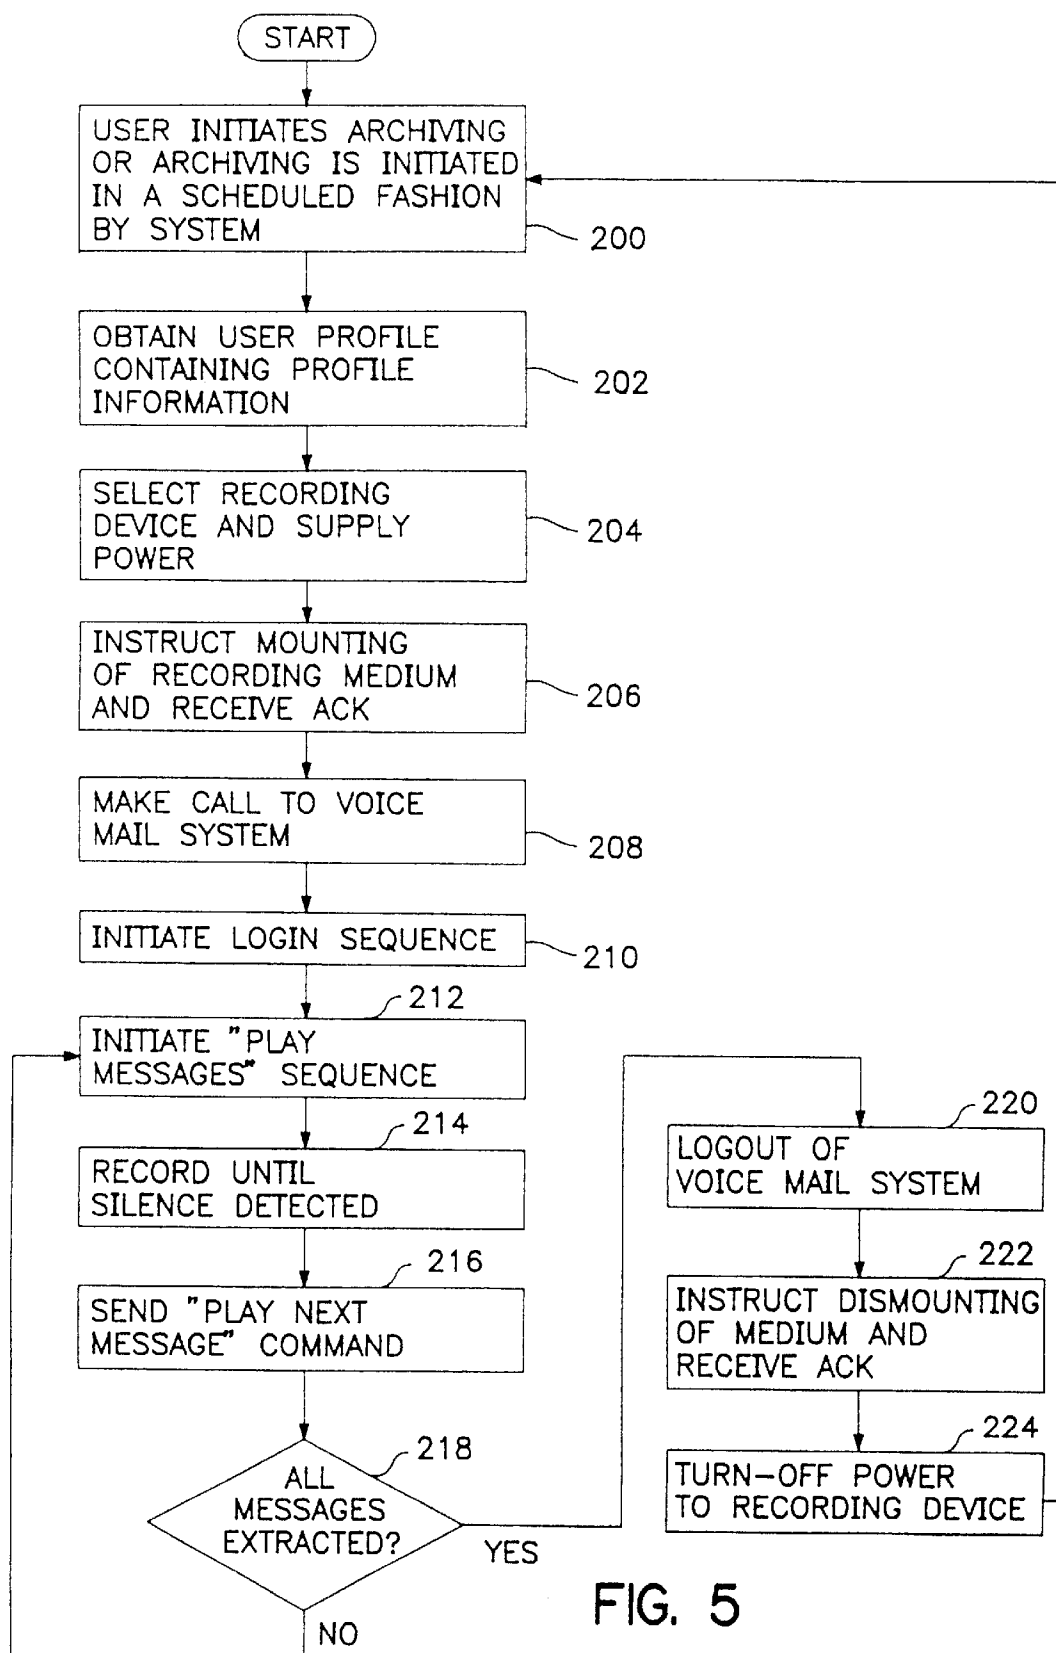 START
USER INITIATES ARCHIVING
OR ARCHIVING IS INITIATED
IN A SCHEDULED FASHION
BY SYSTEM
200
OBTAIN USER PROFILE
CONTAINING PROFILE
INFORMATION
202
SELECT RECORDING
DEVICE AND SUPPLY
POWER
204
INSTRUCT MOUNTING
OF RECORDING MEDIUM
AND RECEIVE ACK
206
MAKE CALL TO VOICE
MAIL SYSTEM
208
INITIATE LOGIN SEQUENCE
210
212
INITIATE "PLAY
MESSAGES" SEQUENCE
214
RECORD UNTIL
SILENCE DETECTED
216
SEND "PLAY NEXT
MESSAGE" COMMAND
218
ALL
MESSAGES
EXTRACTED?
YES
NO
220
LOGOUT OF
VOICE MAIL SYSTEM
222
INSTRUCT DISMOUNTING
OF MEDIUM AND
RECEIVE ACK
224
TURN-OFF POWER
TO RECORDING DEVICE
FIG. 5